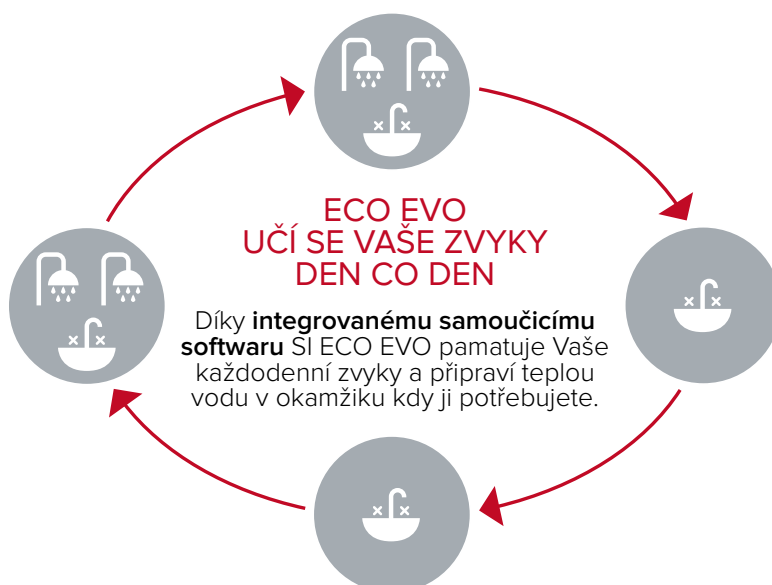 ECO EVO
UČÍ SE VAŠE ZVYKY
DEN CO DEN
Díky integrovanému samoučicímu
softwaru SI ECO EVO pamatuje Vaše
každodenní zvyky a připraví teplou
vodu v okamžiku kdy ji potřebujete.